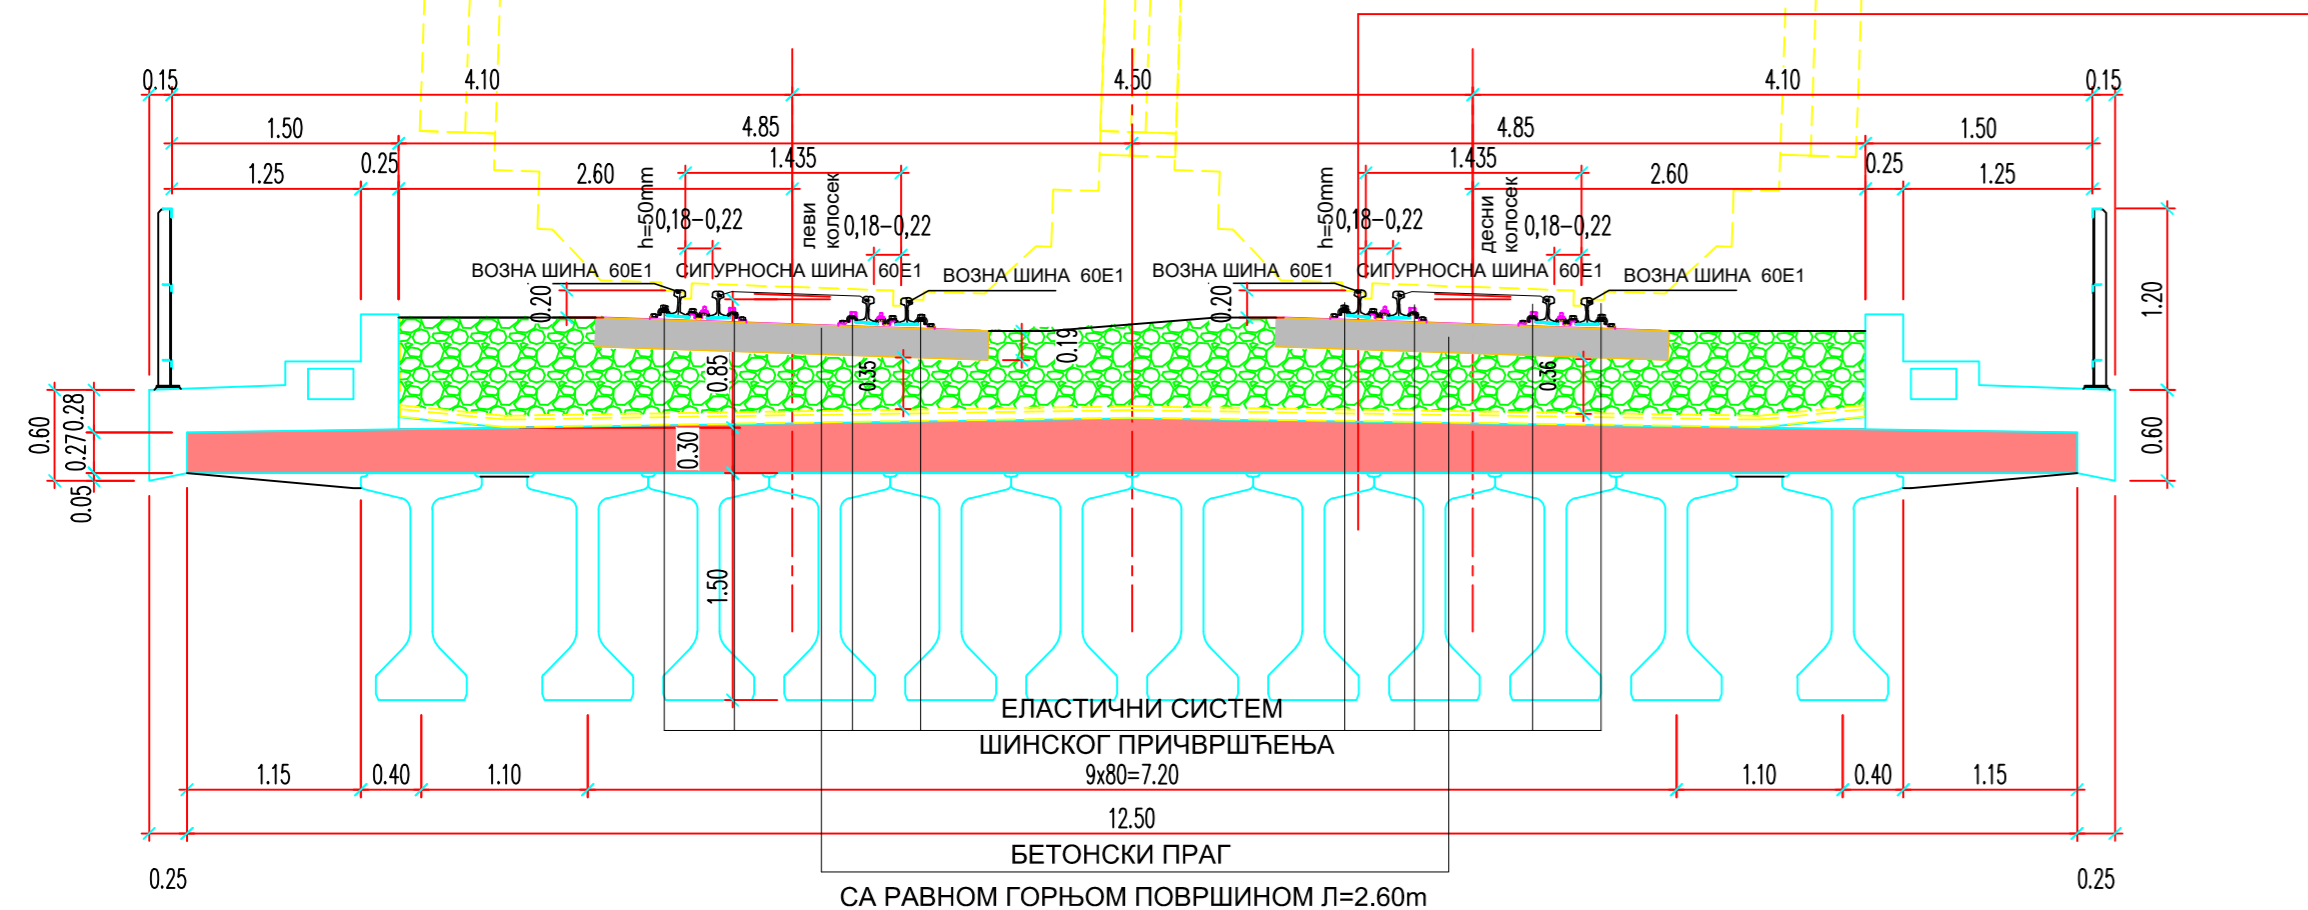 0.15 4.10 4.50 4.10 0.15
1.50 4.85 4.85 1.50
1.25 0.25 2.60 1.435 1.435 2.60 0.25 1.25
h=50mm 0,18-0,22 леви колосек 0,18-0,22 h=50mm 0,18-0,22 десни колосек 0,18-0,22
ВОЗНА ШИНА 60Е1 СИГУРНОСНА ШИНА 60Е1 ВОЗНА ШИНА 60Е1 ВОЗНА ШИНА 60Е1 СИГУРНОСНА ШИНА 60Е1 ВОЗНА ШИНА 60Е1
0.20 0.20 1.20
0.85 0.35 0.19 0.36
0.60 0.28 0.27 0.05 0.30 0.60
1.50
ЕЛАСТИЧНИ СИСТЕМ
ШИНСКОГ ПРИЧВРШЋЕЊА
1.15 0.40 1.10 9x80=7.20 1.10 0.40 1.15
12.50
БЕТОНСКИ ПРАГ
0.25 0.25
СА РАВНОМ ГОРЊОМ ПОВРШИНОМ Л=2.60m